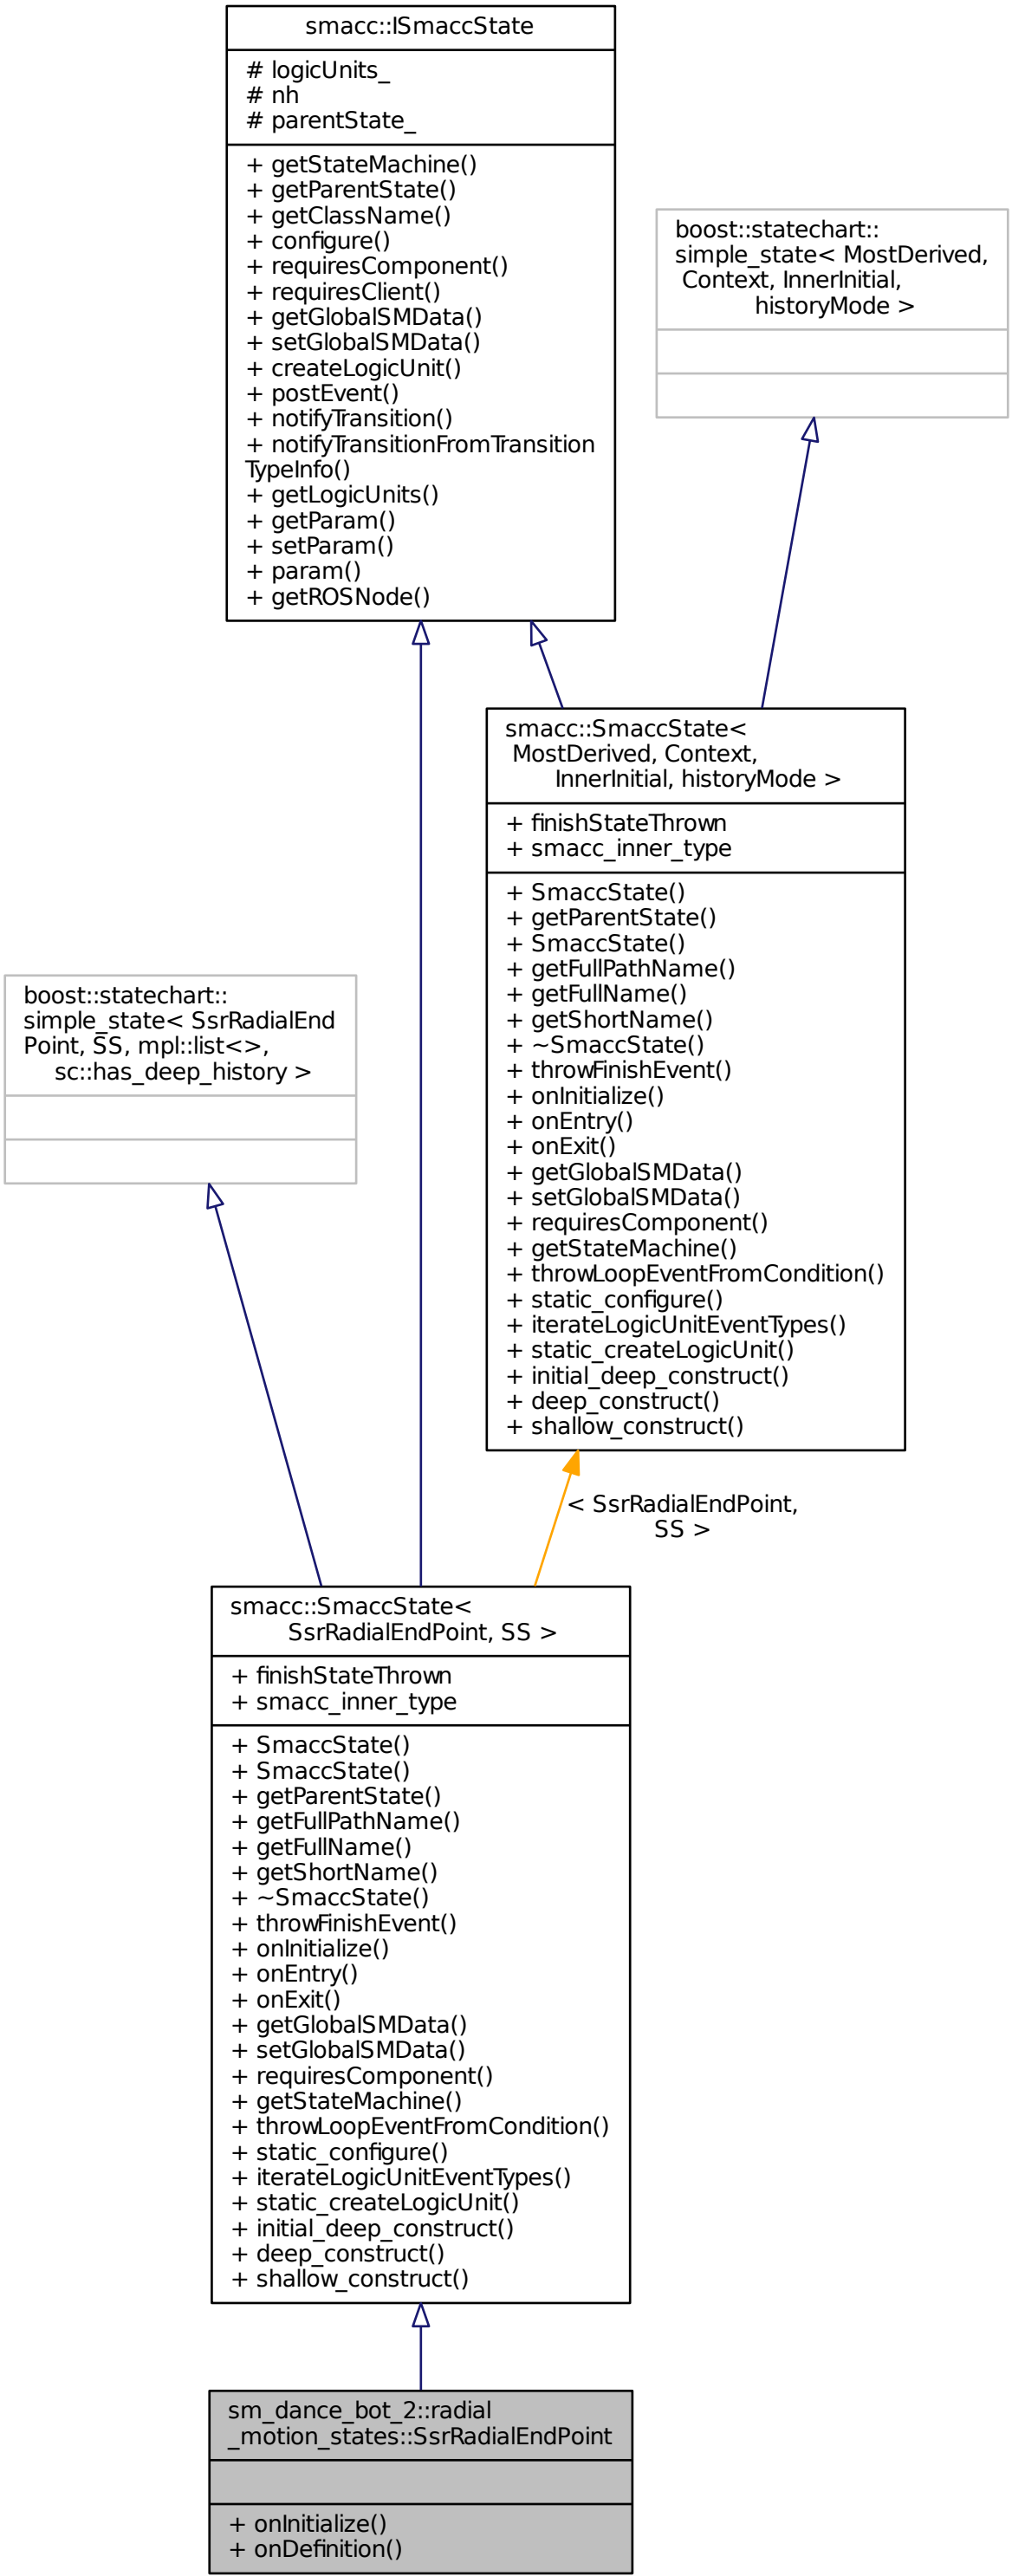 smacc::ISmaccState
# logicUnits_
# nh
# parentState_
+ getStateMachine()
+ getParentState()
+ getClassName()
+ configure()
+ requiresComponent()
+ requiresClient()
+ getGlobalSMData()
+ setGlobalSMData()
+ createLogicUnit()
+ postEvent()
+ notifyTransition()
+ notifyTransitionFromTransition
TypeInfo()
+ getLogicUnits()
+ getParam()
+ setParam()
+ param()
+ getROSNode()
boost::statechart::
simple_state< MostDerived,
Context, InnerInitial,
historyMode >
smacc::SmaccState<
MostDerived, Context,
InnerInitial, historyMode >
+ finishStateThrown
+ smacc_inner_type
+ SmaccState()
+ getParentState()
+ SmaccState()
+ getFullPathName()
+ getFullName()
+ getShortName()
+ ~SmaccState()
+ throwFinishEvent()
+ onInitialize()
+ onEntry()
+ onExit()
+ getGlobalSMData()
+ setGlobalSMData()
+ requiresComponent()
+ getStateMachine()
+ throwLoopEventFromCondition()
+ static_configure()
+ iterateLogicUnitEventTypes()
+ static_createLogicUnit()
+ initial_deep_construct()
+ deep_construct()
+ shallow_construct()
boost::statechart::
simple_state< SsrRadialEnd
Point, SS, mpl::list<>,
sc::has_deep_history >
< SsrRadialEndPoint,
SS >
smacc::SmaccState<
SsrRadialEndPoint, SS >
+ finishStateThrown
+ smacc_inner_type
+ SmaccState()
+ SmaccState()
+ getParentState()
+ getFullPathName()
+ getFullName()
+ getShortName()
+ ~SmaccState()
+ throwFinishEvent()
+ onInitialize()
+ onEntry()
+ onExit()
+ getGlobalSMData()
+ setGlobalSMData()
+ requiresComponent()
+ getStateMachine()
+ throwLoopEventFromCondition()
+ static_configure()
+ iterateLogicUnitEventTypes()
+ static_createLogicUnit()
+ initial_deep_construct()
+ deep_construct()
+ shallow_construct()
sm_dance_bot_2::radial
_motion_states::SsrRadialEndPoint
+ onInitialize()
+ onDefinition()